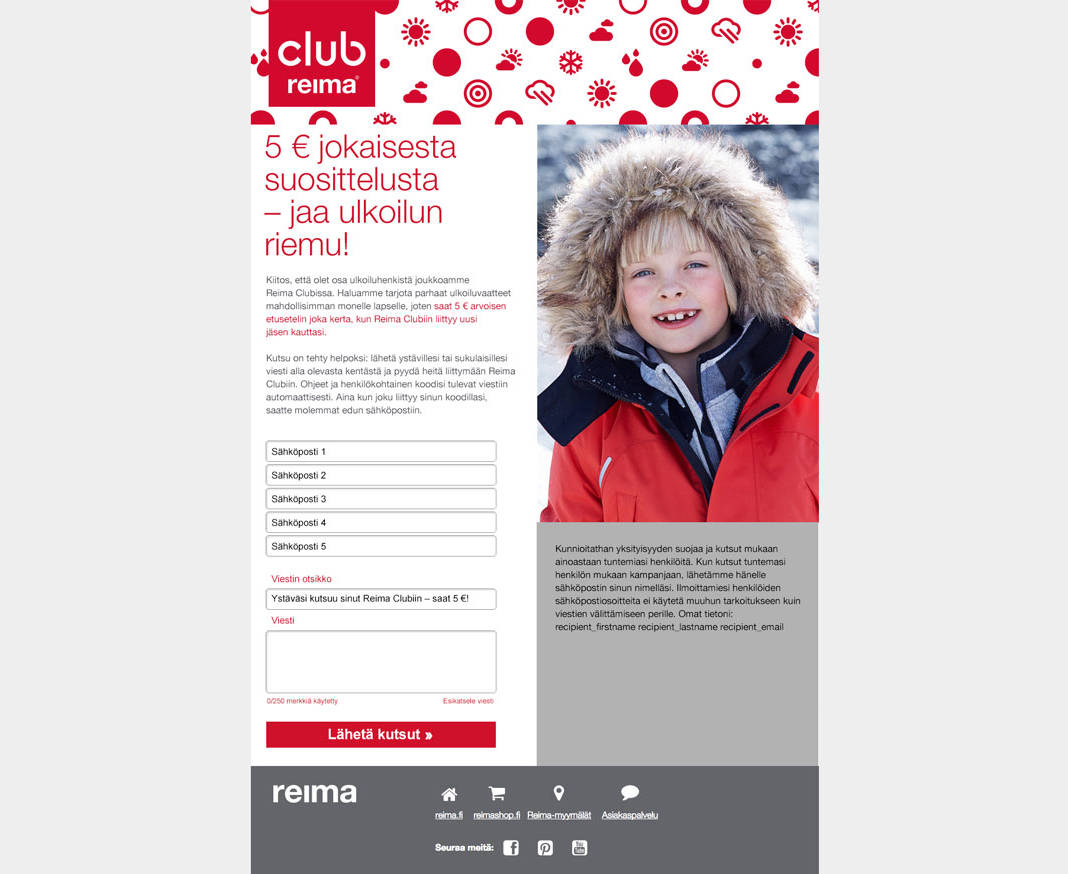 club
reima®
5 € jokaisesta
suosittelusta
– jaa ulkoilun
riemu!
Kiitos, että olet osa ulkoiluhenkistä joukkoamme
Reima Clubissa. Haluamme tarjota parhaat ulkoiluvaatteet
mahdollisimman monelle lapselle, joten saat 5 € arvoisen
etusetelin joka kerta, kun Reima Clubiin liittyy uusi
jäsen kauttasi.
Kutsu on tehty helpoksi: lähetä ystävillesi tai sukulaisillesi
viesti alla olevasta kentästä ja pyydä heitä liittymään Reima
Clubiin. Ohjeet ja henkilökohtainen koodisi tulevat viestiin
automaattisesti. Aina kun joku liittyy sinun koodillasi,
saatte molemmat edun sähköpostiin.
Sähköposti 1
Sähköposti 2
Sähköposti 3
Sähköposti 4
Sähköposti 5
Viestin otsikko
Ystäväsi kutsuu sinut Reima Clubiin – saat 5 €!
Viesti
0/250 merkkiä käytetty Esikatsele viesti
Lähetä kutsut »
Kunnioitathan yksityisyyden suojaa ja kutsut mukaan
ainoastaan tuntemiasi henkilöitä. Kun kutsut tuntemasi
henkilön mukaan kampanjaan, lähetämme hänelle
sähköpostin sinun nimelläsi. Ilmoittamiesi henkilöiden
sähköpostiosoitteita ei käytetä muuhun tarkoitukseen kuin
viestien välittämiseen perille. Omat tietoni:
recipient_firstname recipient_lastname recipient_email
reima
reima.fi reimashop.fi Reima-myymälät Asiakaspalvelu
Seuraa meitä:
You
Tube